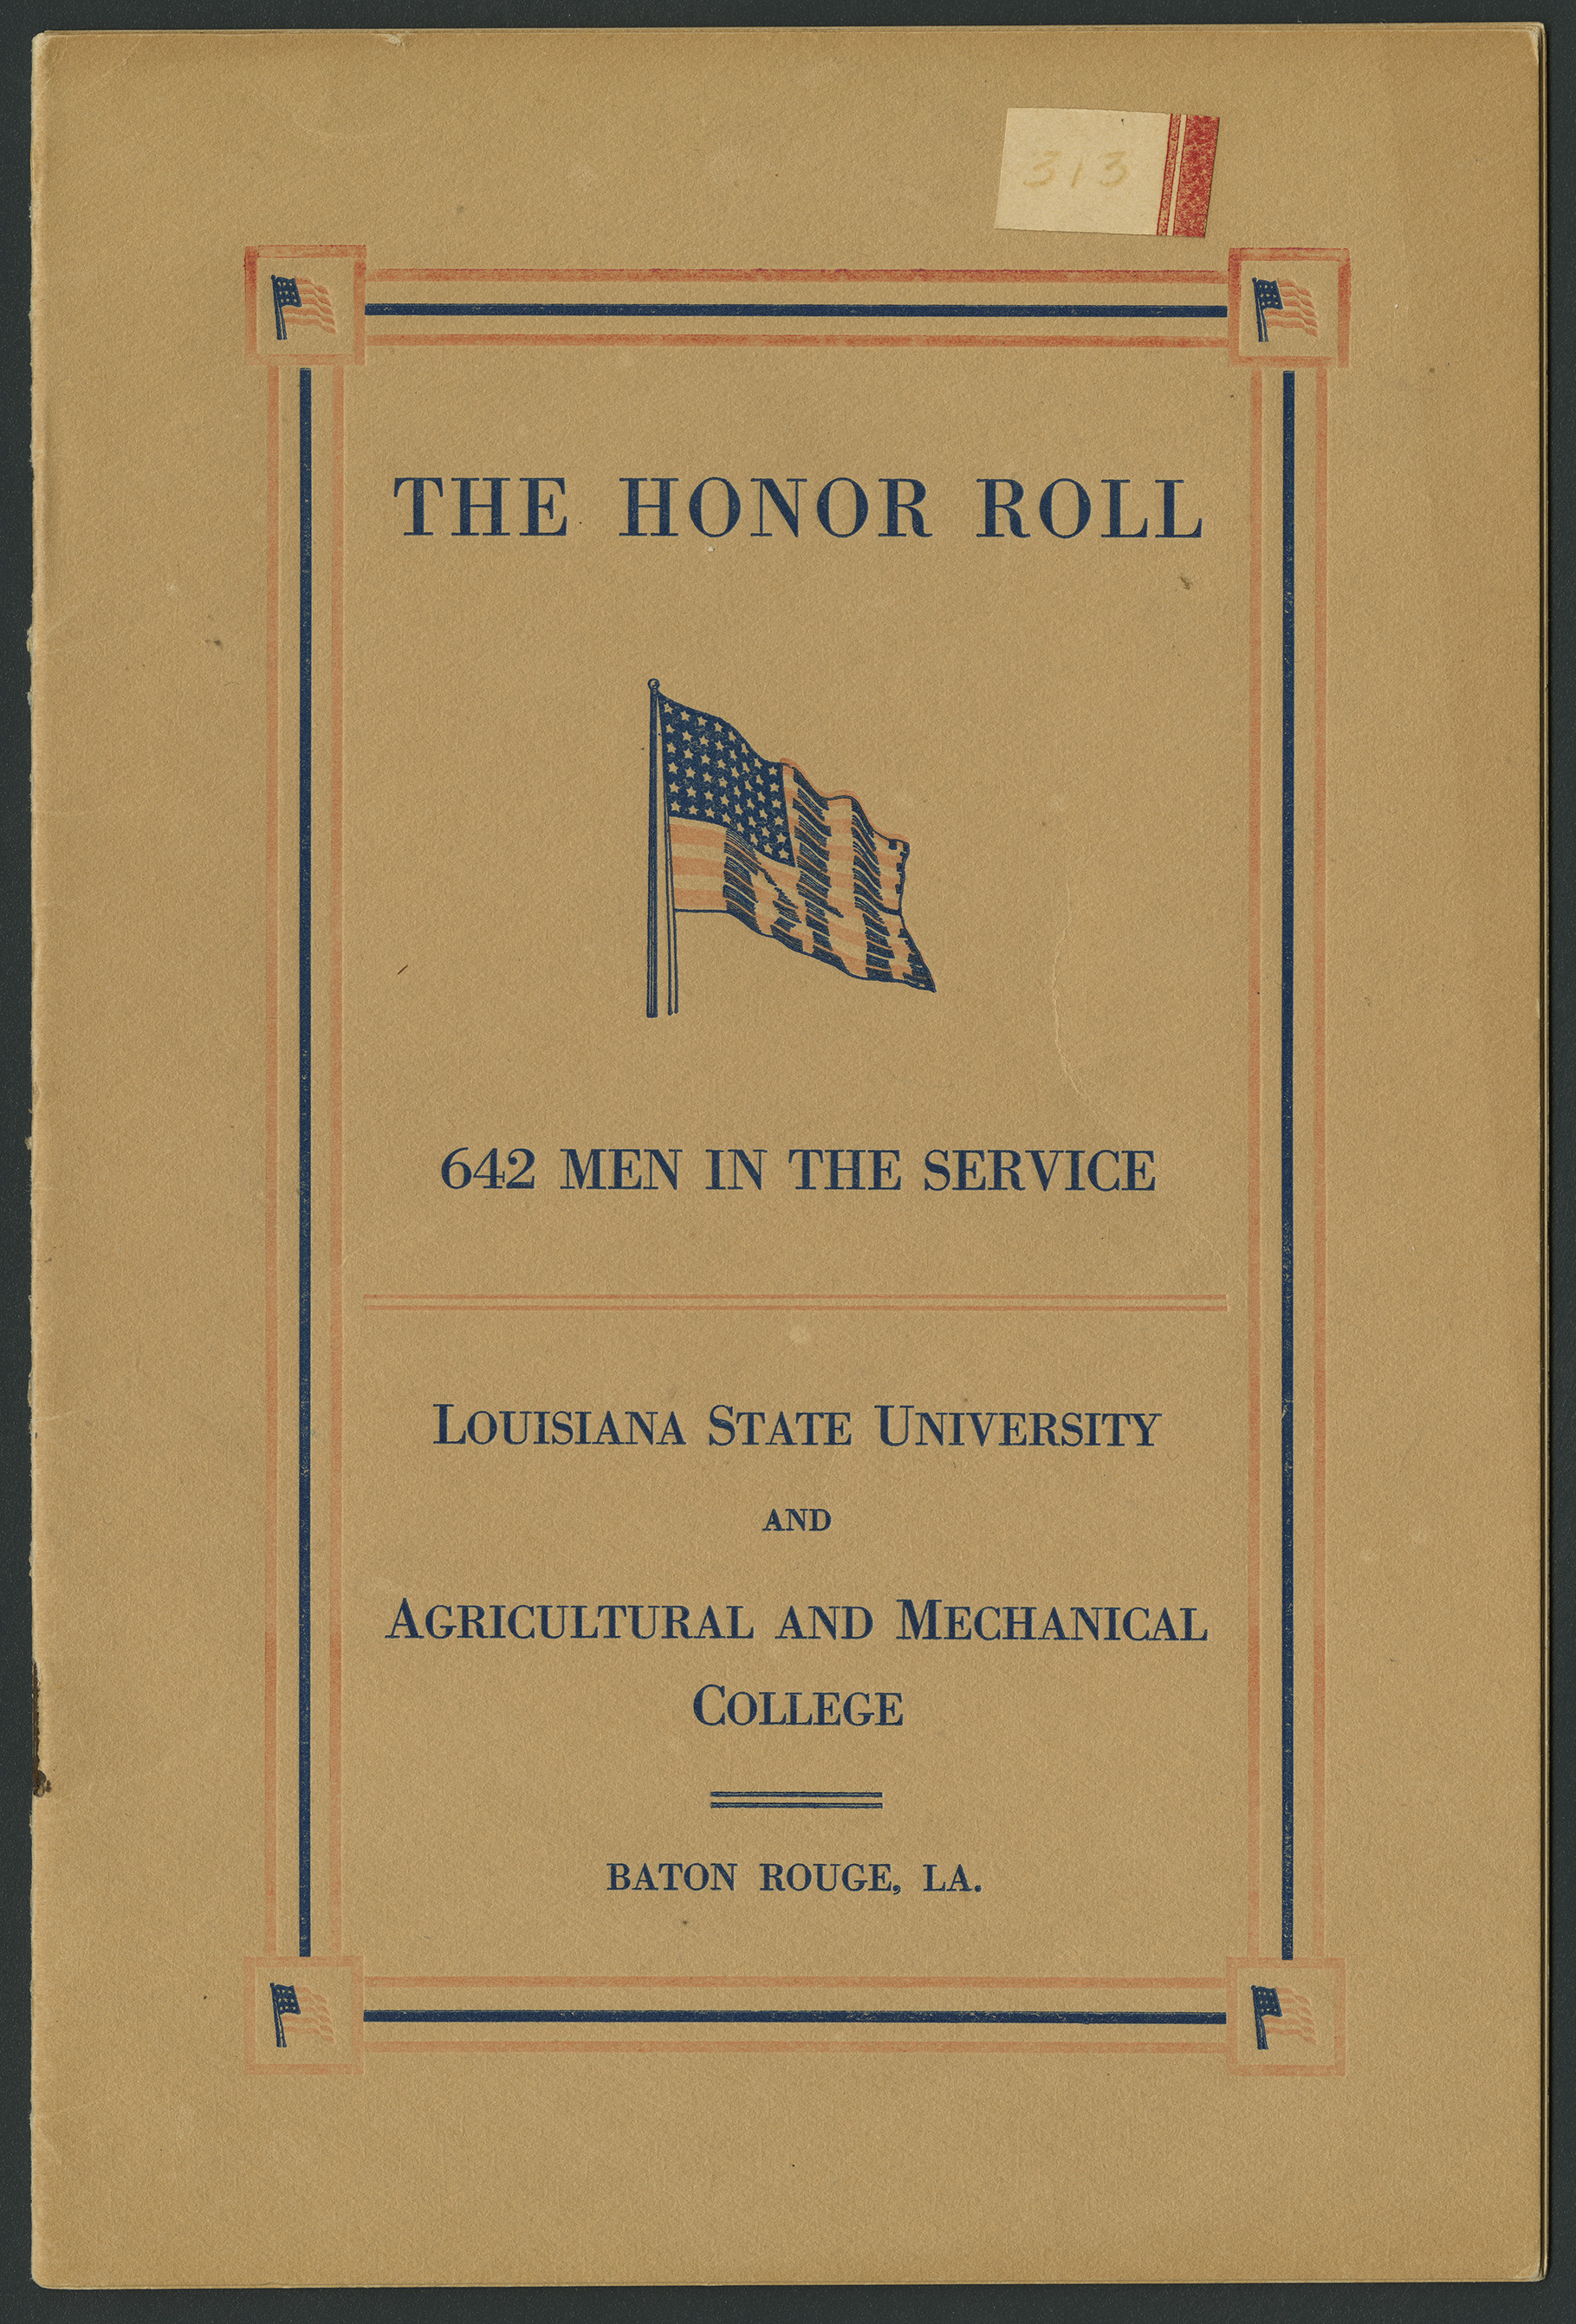 313
THE HONOR ROLL
642 MEN IN THE SERVICE
LOUISIANA STATE UNIVERSITY
AND
AGRICULTURAL AND MECHANICAL
COLLEGE
BATON ROUGE, LA.